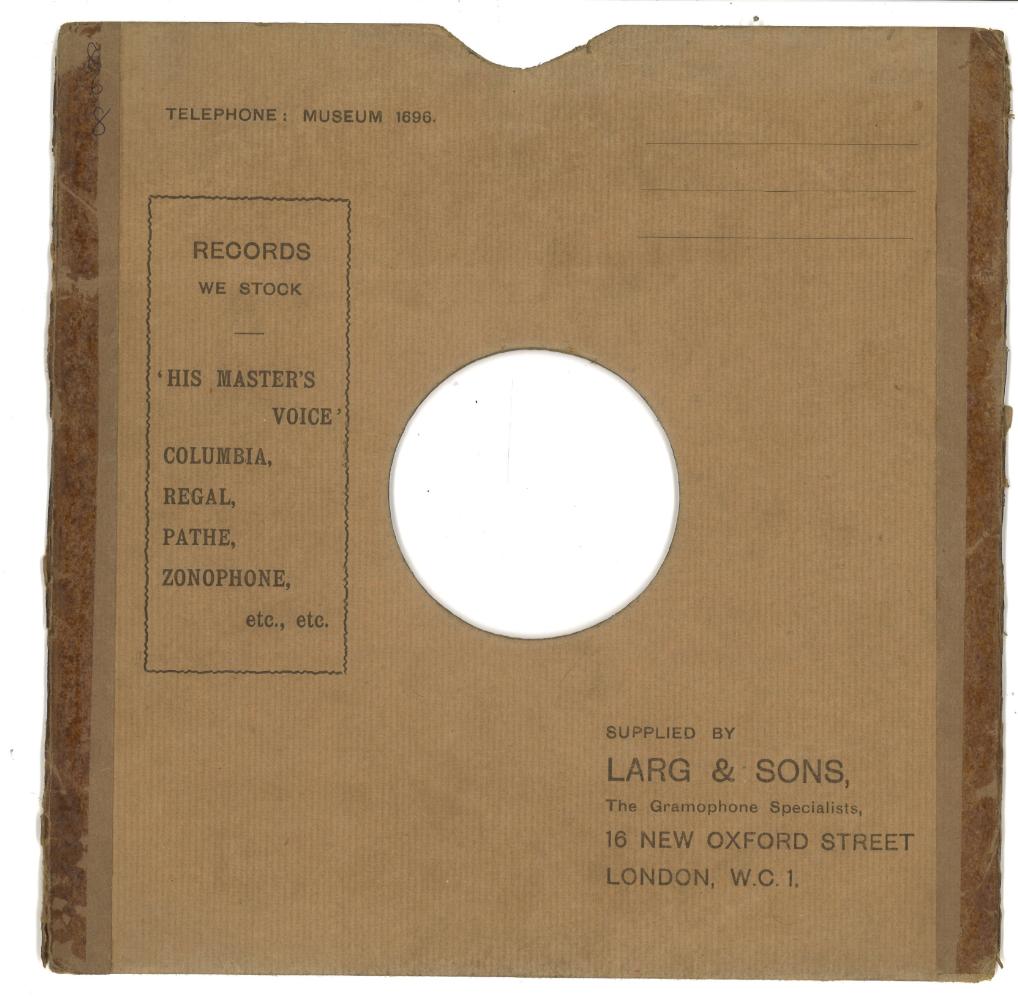 TELEPHONE: MUSEUM 1696.
RECORDS
WE STOCK
'HIS MASTER'S
VOICE'
COLUMBIA,
REGAL,
PATHE,
ZONOPHONE,
etc., etc.
SUPPLIED BY
LARG & SONS,
The Gramophone Specialists,
16 NEW OXFORD STREET
LONDON, W.C. 1.